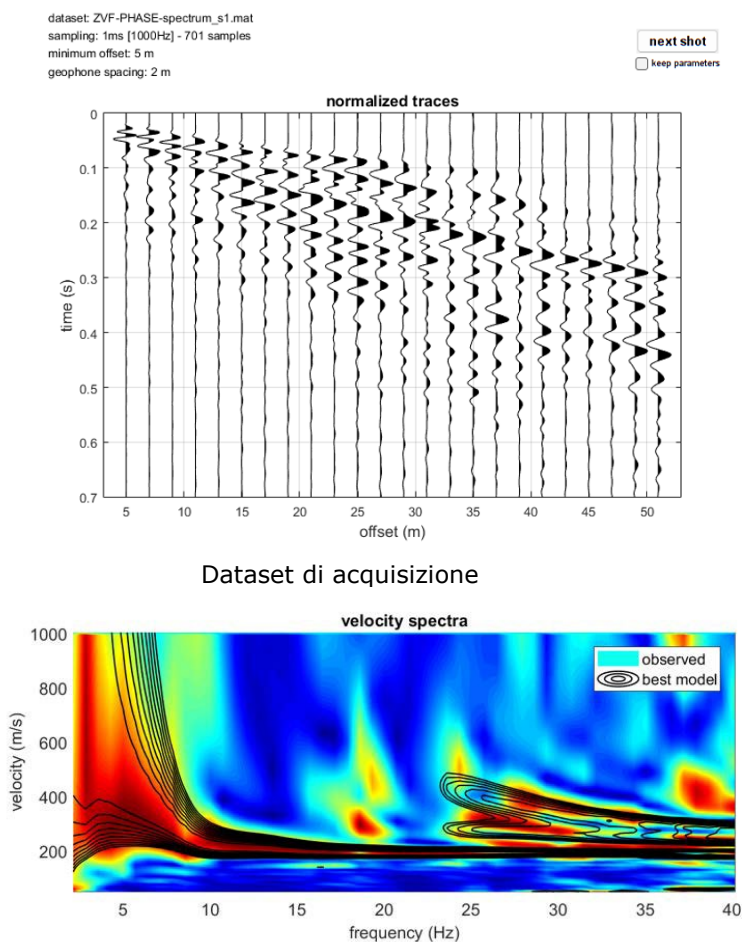 dataset: ZVF-PHASE-spectrum_s1.mat
sampling: 1ms [1000Hz] - 701 samples
minimum offset: 5 m
geophone spacing: 2 m
next shot
keep parameters
normalized traces
0
0.1
0.2
0.3
0.4
0.5
0.6
0.7
time (s)
5 10 15 20 25 30 35 40 45 50
offset (m)
Dataset di acquisizione
velocity spectra
1000
800
600
400
200
velocity (m/s)
observed
best model
5 10 15 20 25 30 35 40
frequency (Hz)